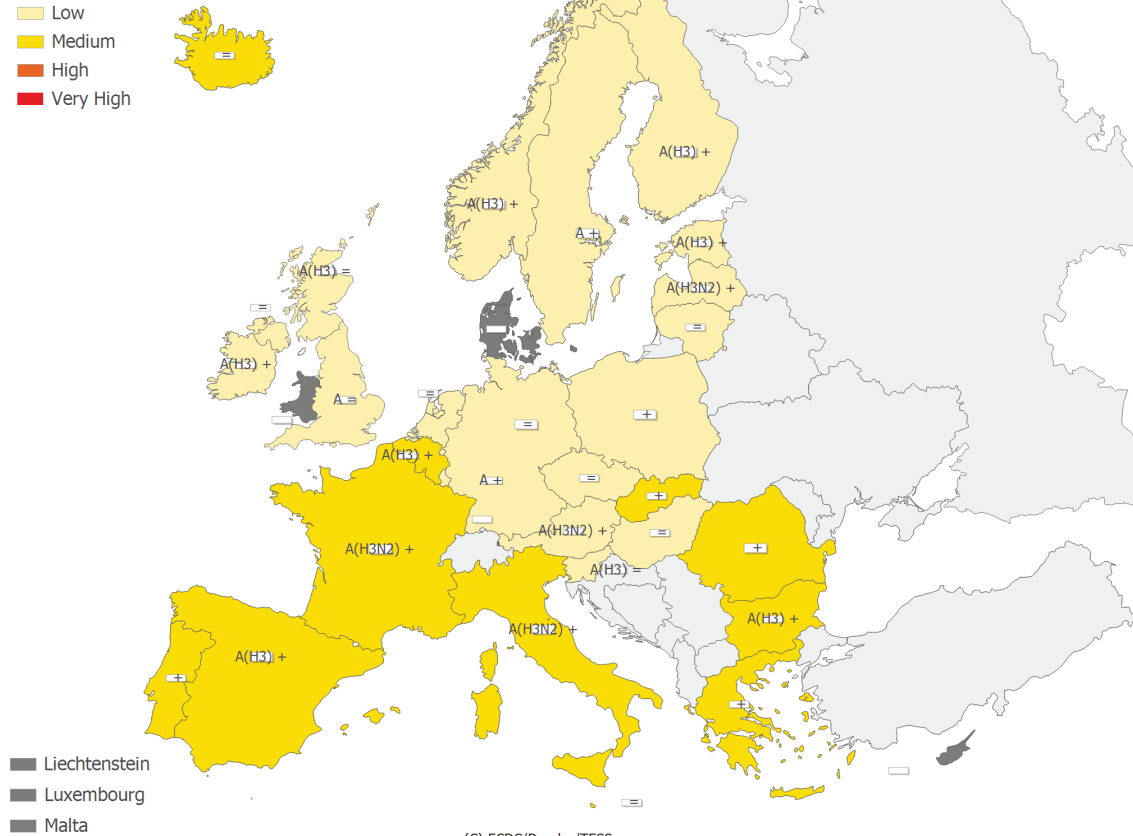 Low
Medium
High
Very High
=
A(H3) +
A(H3) +
A +
A(H3) +
A(H3) =
A(H3N2) +
=
=
A(H3) +
=
A =
+
=
A(H3) +
A +
=
+
A(H3N2) +
=
A(H3N2) +
+
A(H3) =
A(H3) +
A(H3N2) +
A(H3) +
+
+
Liechtenstein
Luxembourg
=
Malta